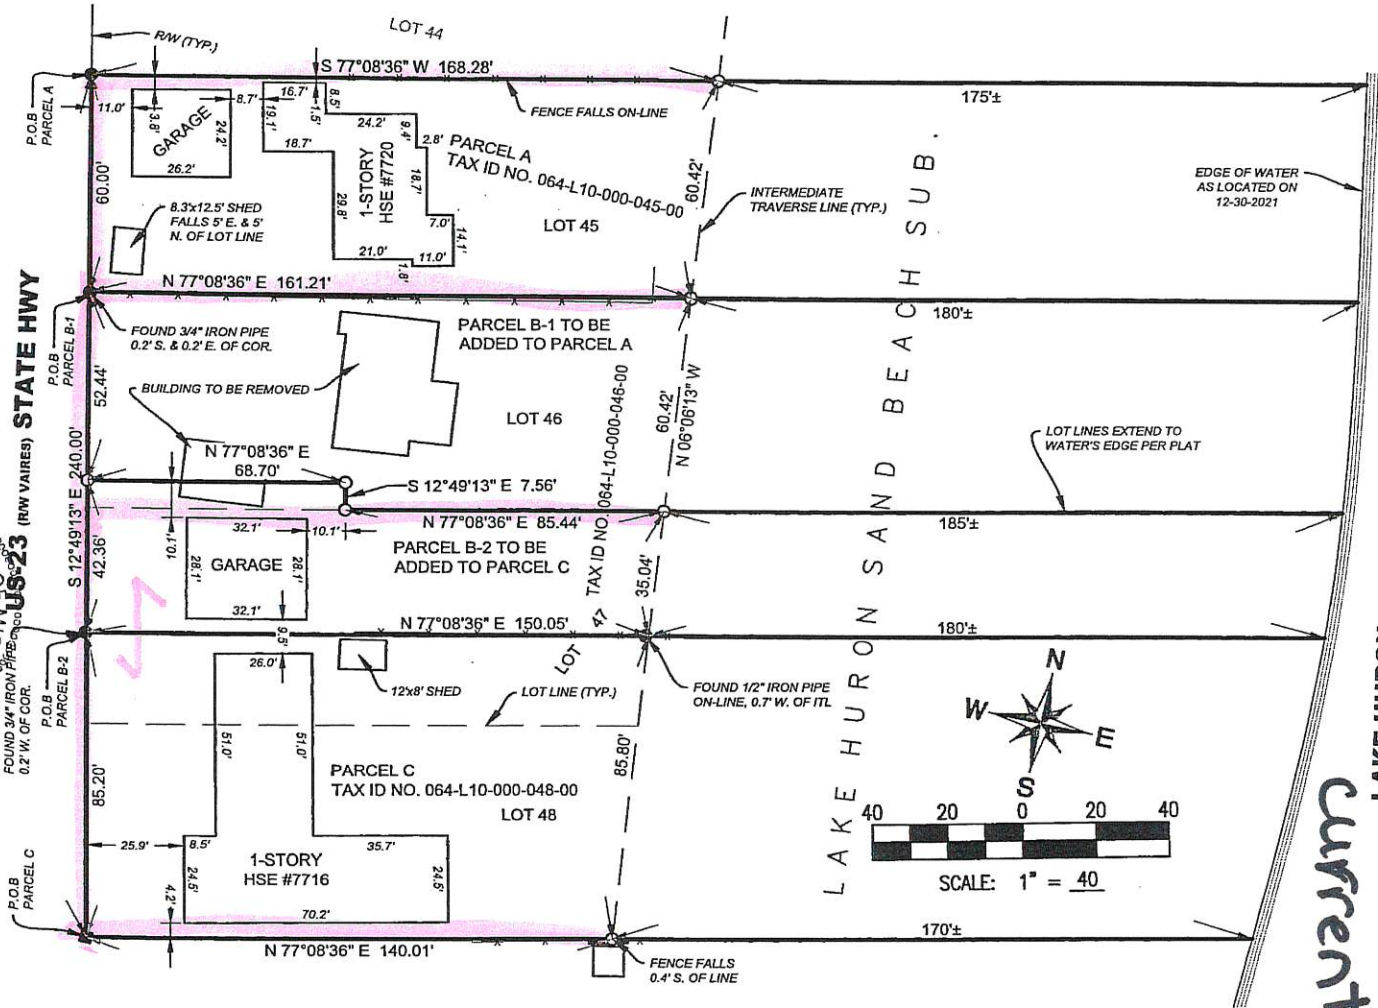 LOT 44
R/W (TYP.)
S 77°08'36" W 168.28'
175'±
P.O.B
PARCEL A
11.0'
3.8'
GARAGE
24.2'
26.2'
8.7'
16.7'
19.1'
18.7'
1.5'
8.5'
24.2'
9.4'
2.8'
18.7'
7.0'
14.1'
11.0'
1.8'
21.0'
29.8'
1-STORY
HSE #7720
FENCE FALLS ON-LINE
PARCEL A
TAX ID NO. 064-L10-000-045-00
LOT 45
60.00'
60.42'
8.3'x12.5' SHED
FALLS 5' E. & 5'
N. OF LOT LINE
INTERMEDIATE
TRAVERSE LINE (TYP.)
EDGE OF WATER
AS LOCATED ON
12-30-2021
N 77°08'36" E 161.21'
180'±
P.O.B
PARCEL B-1
FOUND 3/4" IRON PIPE
0.2' S. & 0.2' E. OF COR.
PARCEL B-1 TO BE
ADDED TO PARCEL A
BUILDING TO BE REMOVED
LOT 46
52.44'
60.42'
N 06°06'13" W
TAX ID NO. 064-L10-000-046-00
LOT LINES EXTEND TO
WATER'S EDGE PER PLAT
N 77°08'36" E
68.70'
S 12°49'13" E 7.56'
N 77°08'36" E 85.44'
185'±
US-23 (R/W VAIRES) STATE HWY
S 12°49'13" E 240.00'
42.36'
10.1'
32.1'
10.1'
28.1'
GARAGE
28.1'
32.1'
PARCEL B-2 TO BE
ADDED TO PARCEL C
35.04'
N 77°08'36" E 150.05'
180'±
9.5'
LOT 47
FOUND 3/4" IRON PIPE
0.2' W. OF COR.
P.O.B
PARCEL B-2
26.0'
12'x8' SHED
LOT LINE (TYP.)
FOUND 1/2" IRON PIPE
ON-LINE, 0.7' W. OF ITL
51.0'
51.0'
85.20'
85.80'
PARCEL C
TAX ID NO. 064-L10-000-048-00
LOT 48
25.9'
8.5'
35.7'
24.5'
1-STORY
HSE #7716
24.5'
70.2'
4.2'
P.O.B
PARCEL C
N 77°08'36" E 140.01'
170'±
FENCE FALLS
0.4' S. OF LINE
LAKE HURON SAND BEACH SUB.
N
W
E
S
40 20 0 20 40
SCALE: 1" = 40
LAKE HURON
Current